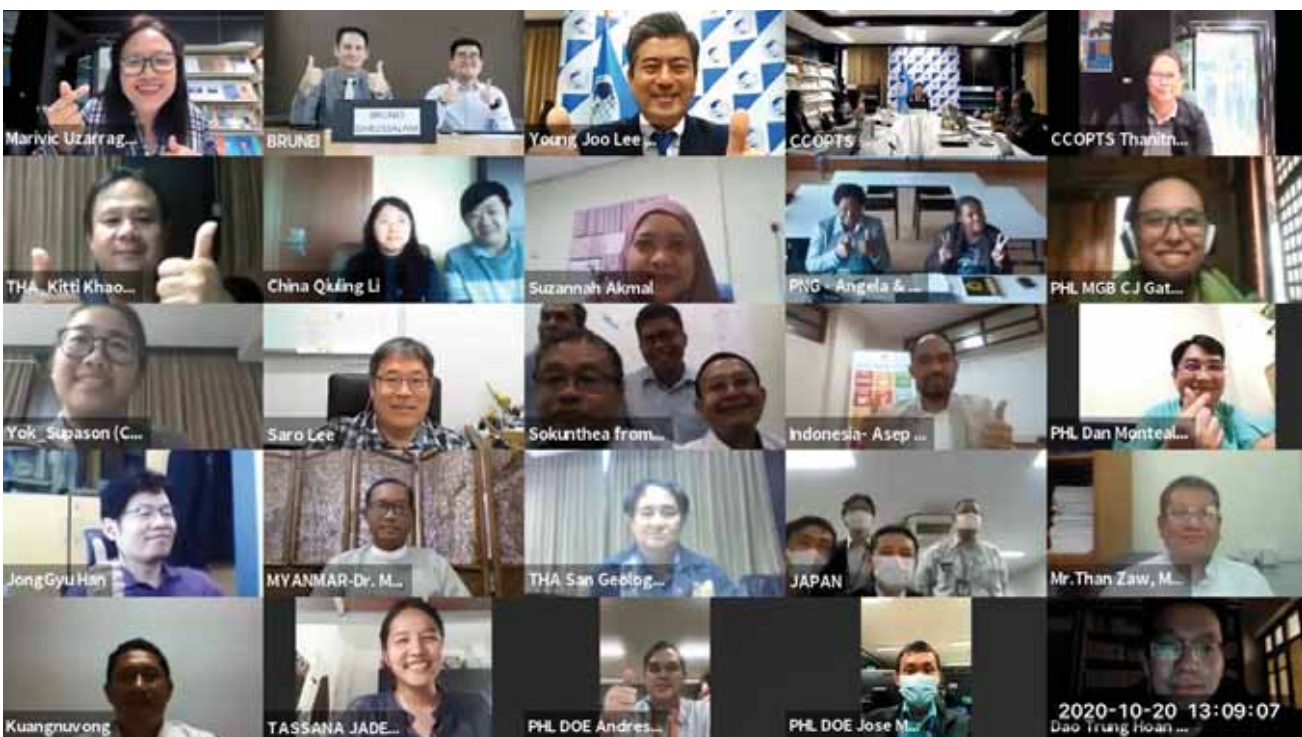 Marivic Uzarrag...
BRUNEI
DARUSSALAM
BRUNEI
Young Joo Lee ...
CCOPTS
CCOPTS Thanitn...
THA_Kitti Khao...
China Qiuling Li
Suzannah Akmal
PNG - Angela & ...
PHL MGB CJ Gat...
Yok_Supason (C...
Saro Lee
Sokunthea from...
Indonesia- Asep ...
PHL Dan Monteal...
JongGyu Han
MYANMAR-Dr. M...
THA San Geolog...
JAPAN
Mr.Than Zaw, M...
Kuangnuvong
TASSANA JADE...
PHL DOE Andres...
PHL DOE Jose M...
2020-10-20 13:09:07
Dao Trung Hoan ...